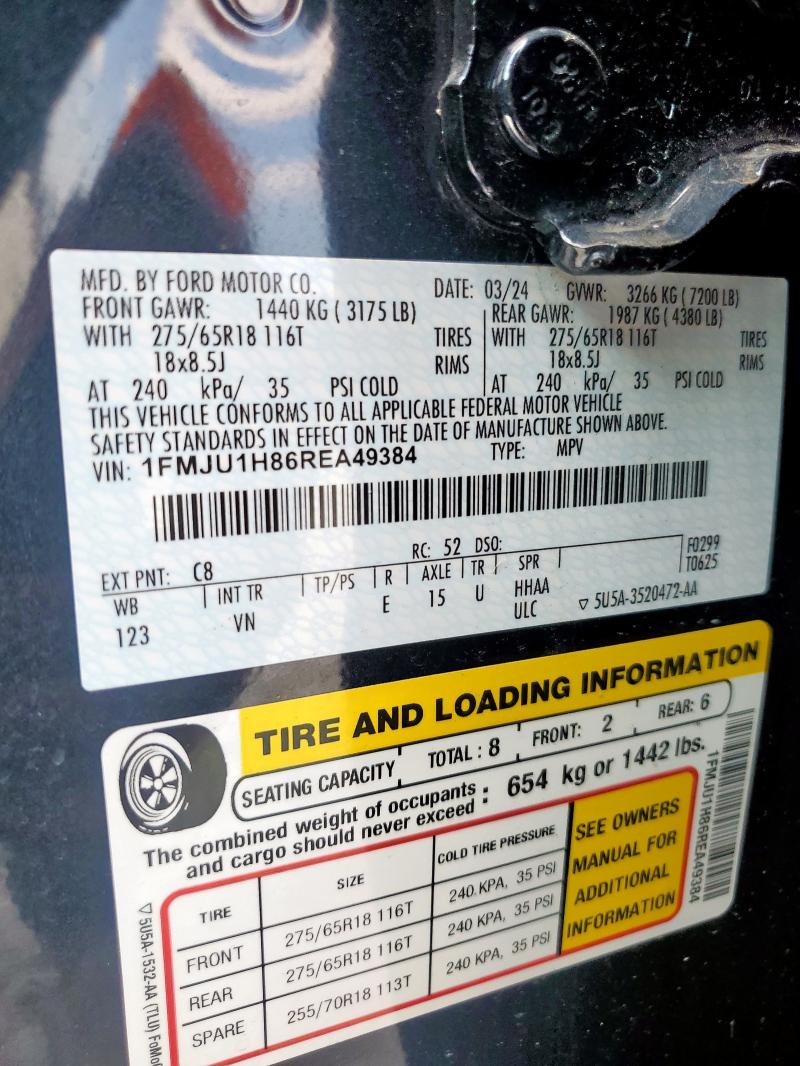 MFD. BY FORD MOTOR CO. DATE: 03/24 GVWR: 3266 KG ( 7200 LB)
FRONT GAWR: 1440 KG ( 3175 LB) REAR GAWR: 1987 KG ( 4380 LB)
WITH 275/65R18 116T TIRES WITH 275/65R18 116T TIRES
18x8.5J RIMS 18x8.5J RIMS
AT 240 kPa/ 35 PSI COLD AT 240 kPa/ 35 PSI COLD
THIS VEHICLE CONFORMS TO ALL APPLICABLE FEDERAL MOTOR VEHICLE
SAFETY STANDARDS IN EFFECT ON THE DATE OF MANUFACTURE SHOWN ABOVE.
VIN: 1FMJU1H86REA49384 TYPE: MPV
RC: 52 DSO: F0299
EXT PNT: C8 T0625
WB INT TR TP/PS R AXLE TR SPR
123 VN E 15 U HHAA
ULC ▽ 5U5A-3520472-AA
TIRE AND LOADING INFORMATION
SEATING CAPACITY TOTAL : 8 FRONT: 2 REAR: 6
The combined weight of occupants
and cargo should never exceed : 654 kg or 1442 lbs.
TIRE SIZE COLD TIRE PRESSURE
FRONT 275/65R18 116T 240 KPA, 35 PSI
REAR 275/65R18 116T 240 KPA, 35 PSI
SPARE 255/70R18 113T 240 KPA, 35 PSI
SEE OWNERS
MANUAL FOR
ADDITIONAL
INFORMATION
1FMJU1H86REA49384
▽ 5U5A-1532-AA (TLU)